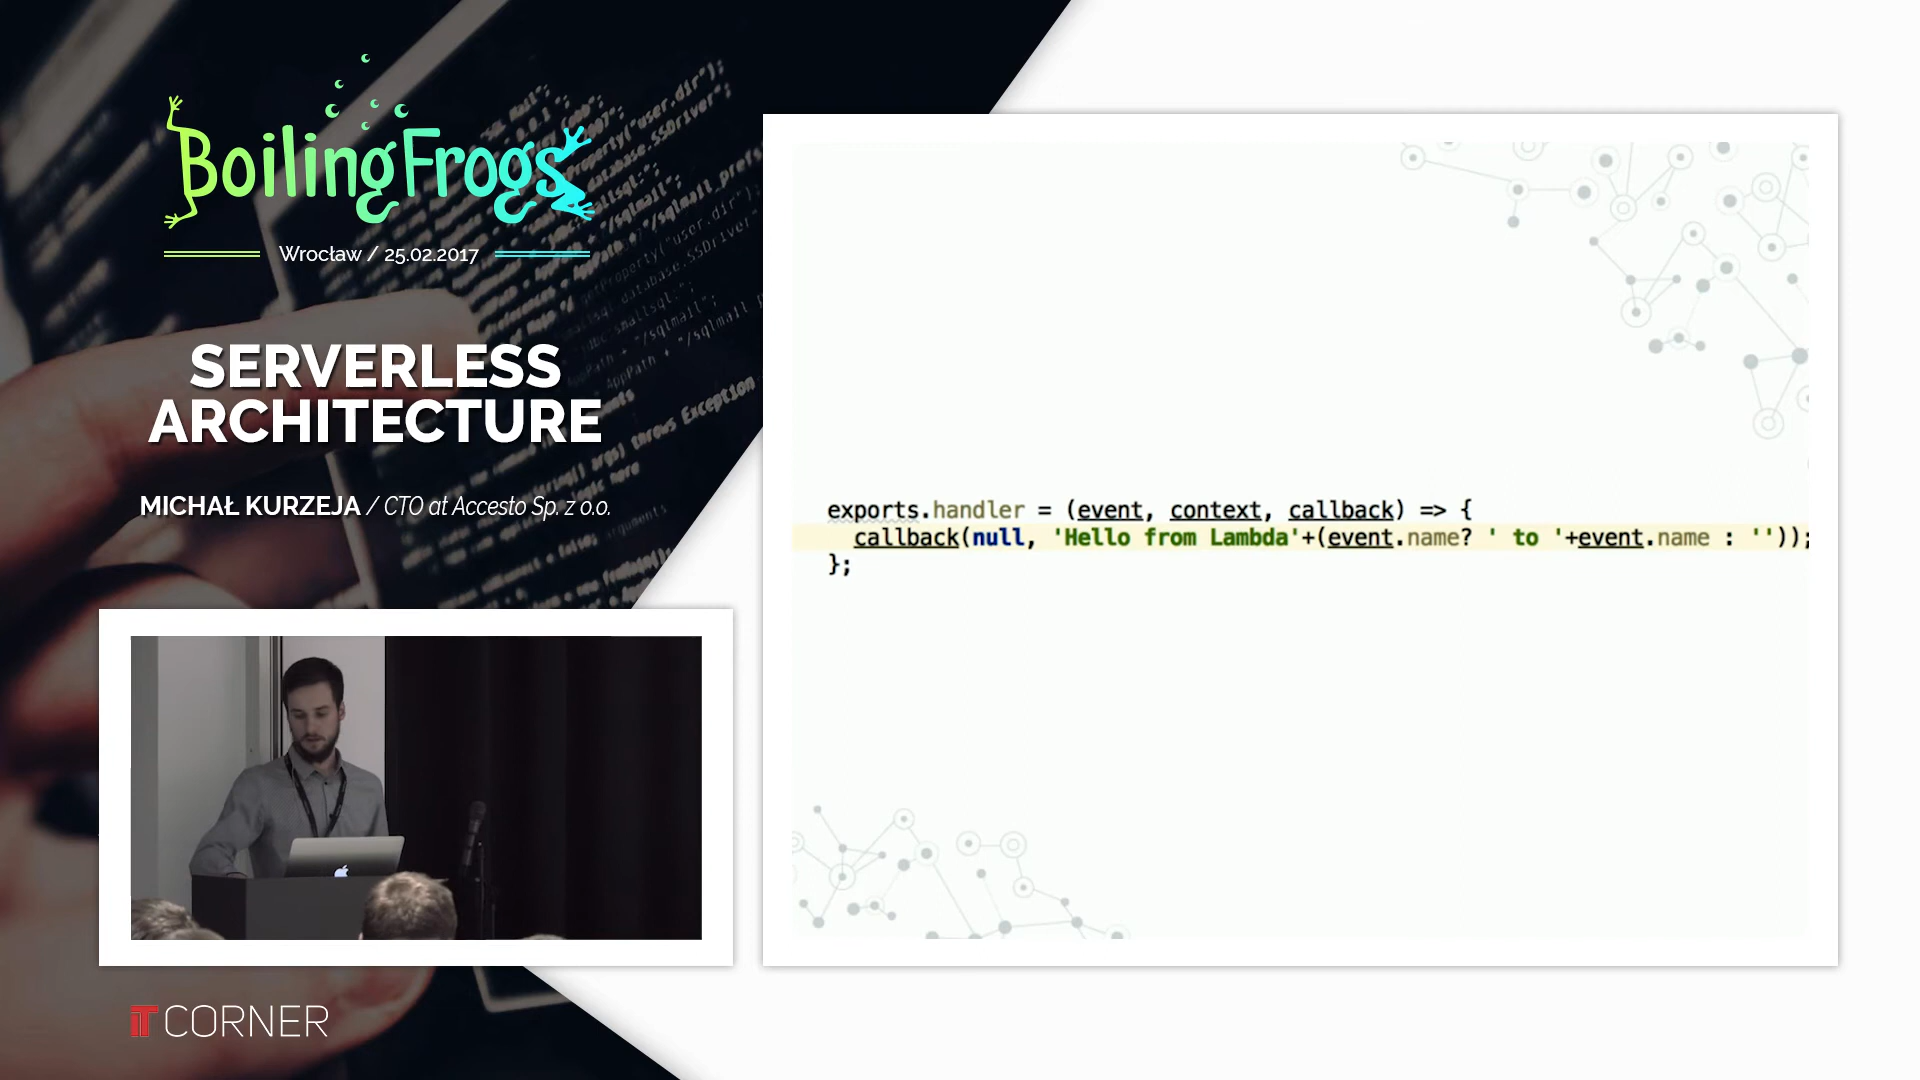 BoilingFrogs
Wrocław / 25.02.2017
SERVERLESS
ARCHITECTURE
MICHAŁ KURZEJA / CTO at Accesto Sp. z o.o.
exports.handler = (event, context, callback) => {
callback(null, 'Hello from Lambda'+(event.name? ' to '+event.name : ''));
};
iT CORNER